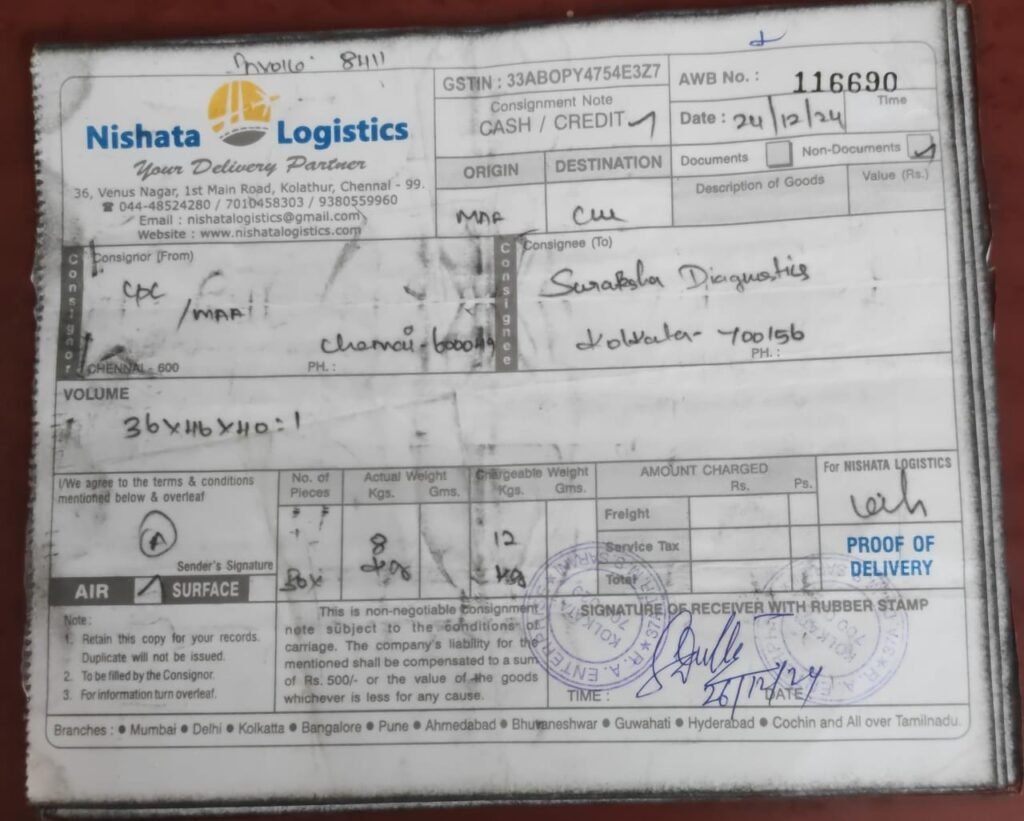 Invoice: 8411
Nishata Logistics
Your Delivery Partner
36, Venus Nagar, 1st Main Road, Kolathur, Chennai - 99.
☎ 044-48524280 / 7010458303 / 9380559960
Email : nishatalogistics@gmail.com
Website : www.nishatalogistics.com
GSTIN : 33ABOPY4754E3Z7
Consignment Note
CASH / CREDIT ✓
AWB No. : 116690
Date : 24/12/24
Time
ORIGIN
DESTINATION
MAA
CCU
Documents
Non-Documents ✓
Description of Goods
Value (Rs.)
Consignor
Consignor (From)
CPC
/MAA
Chennai-600049
CHENNAI - 600
PH. :
Consignee
Consignee (To)
Suraksha Diagnostics
Kolkata- 700156
PH. :
VOLUME
36x46x40=1
I/We agree to the terms & conditions
mentioned below & overleaf
A
Sender's Signature
AIR ✓ SURFACE
No. of
Pieces
Box
Actual Weight
Kgs. Gms.
8
kg
Chargeable Weight
Kgs. Gms.
12
kg
AMOUNT CHARGED
Rs. Ps.
Freight
Service Tax
Total
For NISHATA LOGISTICS
PROOF OF
DELIVERY
Note :
1. Retain this copy for your records.
Duplicate will not be issued.
2. To be filled by the Consignor.
3. For information turn overleaf.
This is non-negotiable consignment
note subject to the conditions of
carriage. The company's liability for the
mentioned shall be compensated to a sum
of Rs. 500/- or the value of the goods
whichever is less for any cause.
SIGNATURE OF RECEIVER WITH RUBBER STAMP
R.A. ENTERPRISES
KOLKATA
26/12/24
TIME :
DATE :
Branches : ● Mumbai ● Delhi ● Kolkatta ● Bangalore ● Pune ● Ahmedabad ● Bhuvaneshwar ● Guwahati ● Hyderabad ● Cochin and All over Tamilnadu.